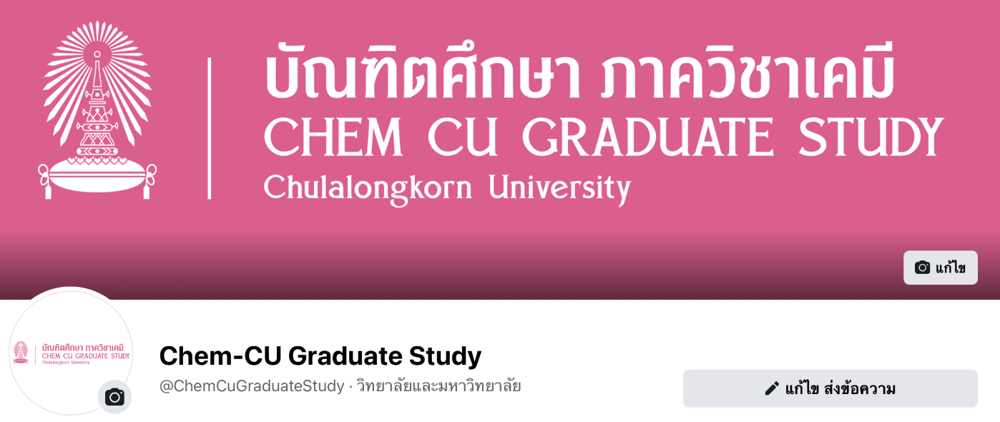 บัณฑิตศึกษา ภาควิชาเคมี
CHEM CU GRADUATE STUDY
Chulalongkorn University
แก้ไข
บัณฑิตศึกษา ภาควิชาเคมี
CHEM CU GRADUATE STUDY
Chulalongkorn University
Chem-CU Graduate Study
@ChemCuGraduateStudy · วิทยาลัยและมหาวิทยาลัย
แก้ไข ส่งข้อความ